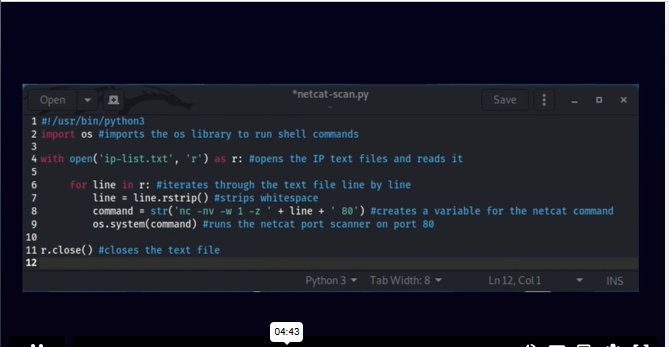 Open
*netcat-scan.py
Save
1 #!/usr/bin/python3
2 import os #imports the os library to run shell commands
3
4 with open('ip-list.txt', 'r') as r: #opens the IP text files and reads it
5
6 for line in r: #iterates through the text file line by line
7 line = line.rstrip() #strips whitespace
8 command = str('nc -nv -w 1 -z ' + line + ' 80') #creates a variable for the netcat command
9 os.system(command) #runs the netcat port scanner on port 80
10
11 r.close() #closes the text file
12
Python 3 Tab Width: 8 Ln 12, Col 1 INS
04:43